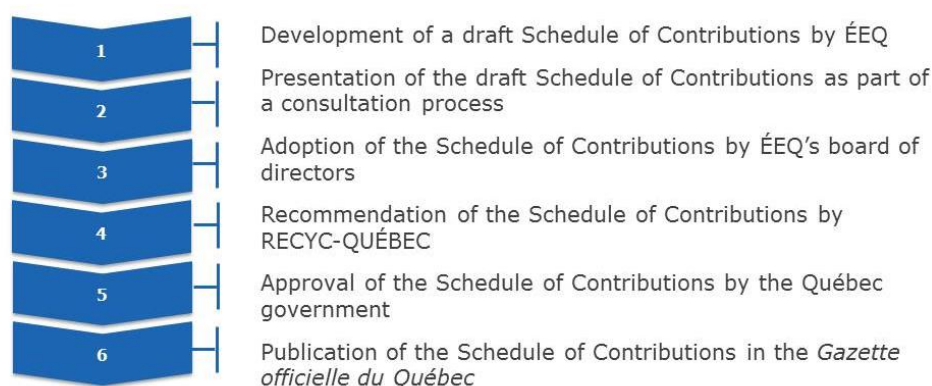 1
Development of a draft Schedule of Contributions by ÉEQ
2
Presentation of the draft Schedule of Contributions as part of
a consultation process
3
Adoption of the Schedule of Contributions by ÉEQ’s board of
directors
4
Recommendation of the Schedule of Contributions by
RECYC-QUÉBEC
5
Approval of the Schedule of Contributions by the Québec
government
6
Publication of the Schedule of Contributions in the Gazette
officielle du Québec